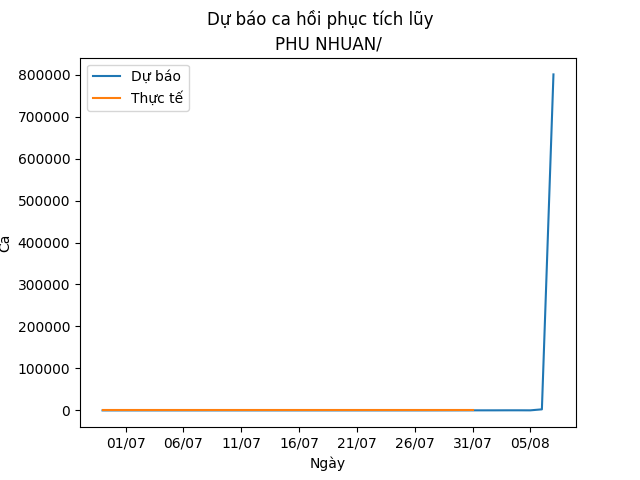 Dự báo ca hồi phục tích lũy
PHU NHUAN/
Dự báo
Thực tế
800000
700000
600000
500000
400000
300000
200000
100000
0
Ca
01/07
06/07
11/07
16/07
21/07
26/07
31/07
05/08
Ngày